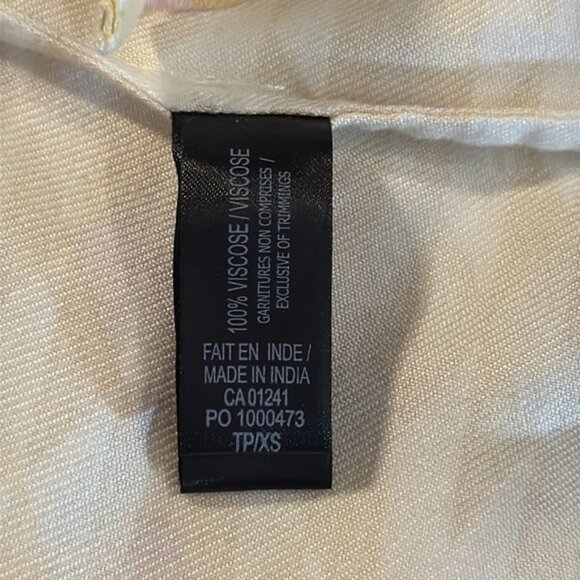 100% VISCOSE / VISCOSE
GARNITURES NON COMPRISES /
EXCLUSIVE OF TRIMMINGS
FAIT EN INDE /
MADE IN INDIA
CA 01241
PO 1000473
TP/XS